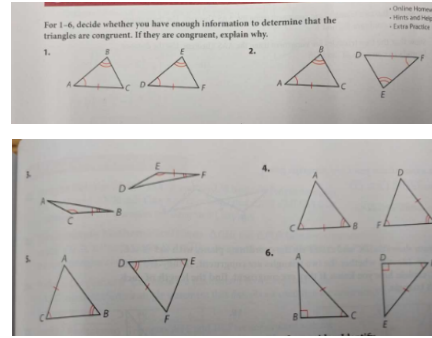 • Online Homew
For 1–6, decide whether you have enough information to determine that the
• Hints and Help
triangles are congruent. If they are congruent, explain why.
• Extra Practice
1.
B
E
2.
B
D
F
A
C
D
F
A
C
E
3.
E
F
4.
A
D
D
A
B
C
C
B
F
5.
A
D
E
6.
A
D
C
B
F
B
C
E